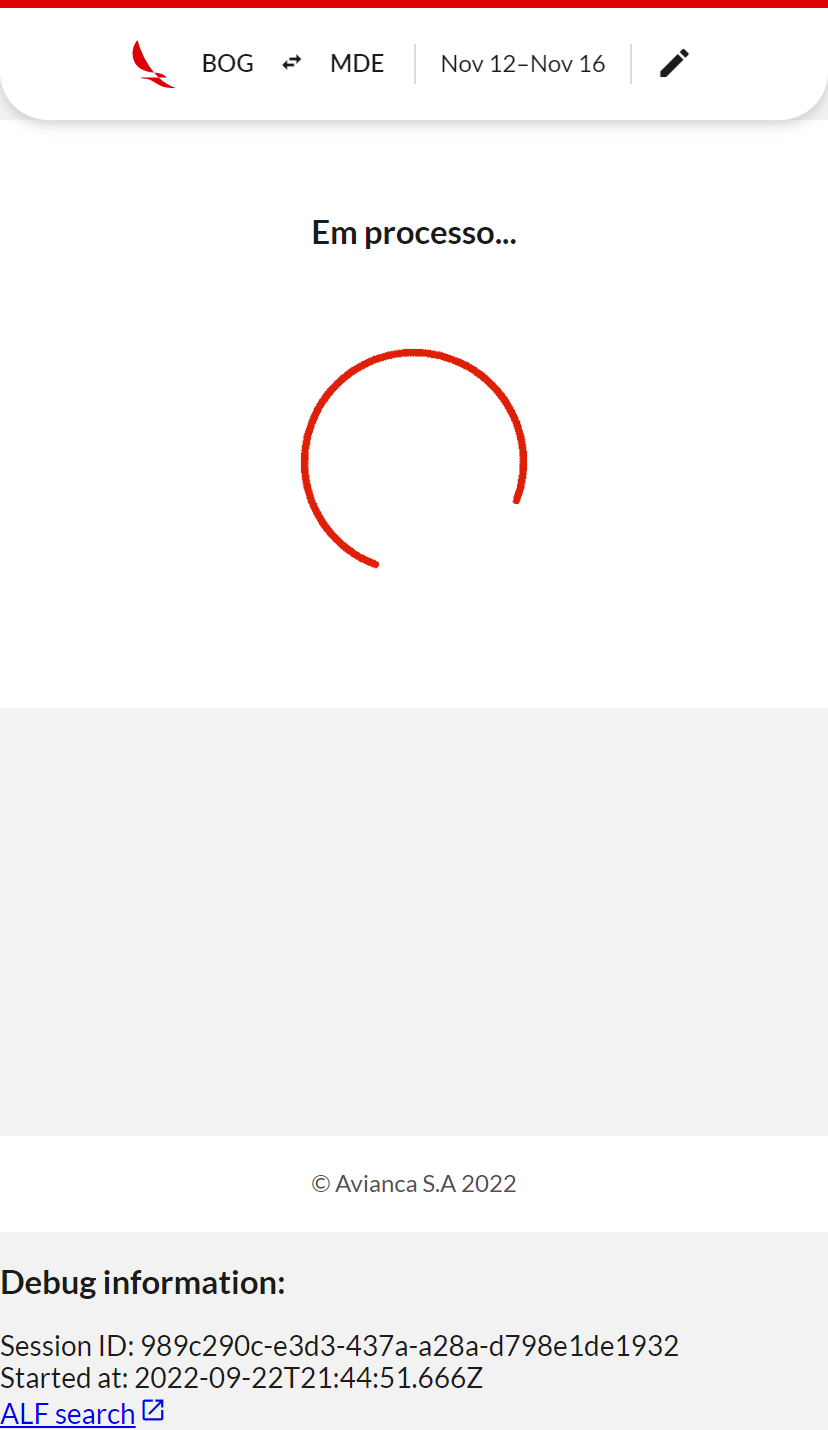 BOG MDE Nov 12–Nov 16
Em processo...
© Avianca S.A 2022
Debug information:
Session ID: 989c290c-e3d3-437a-a28a-d798e1de1932
Started at: 2022-09-22T21:44:51.666Z
ALF search